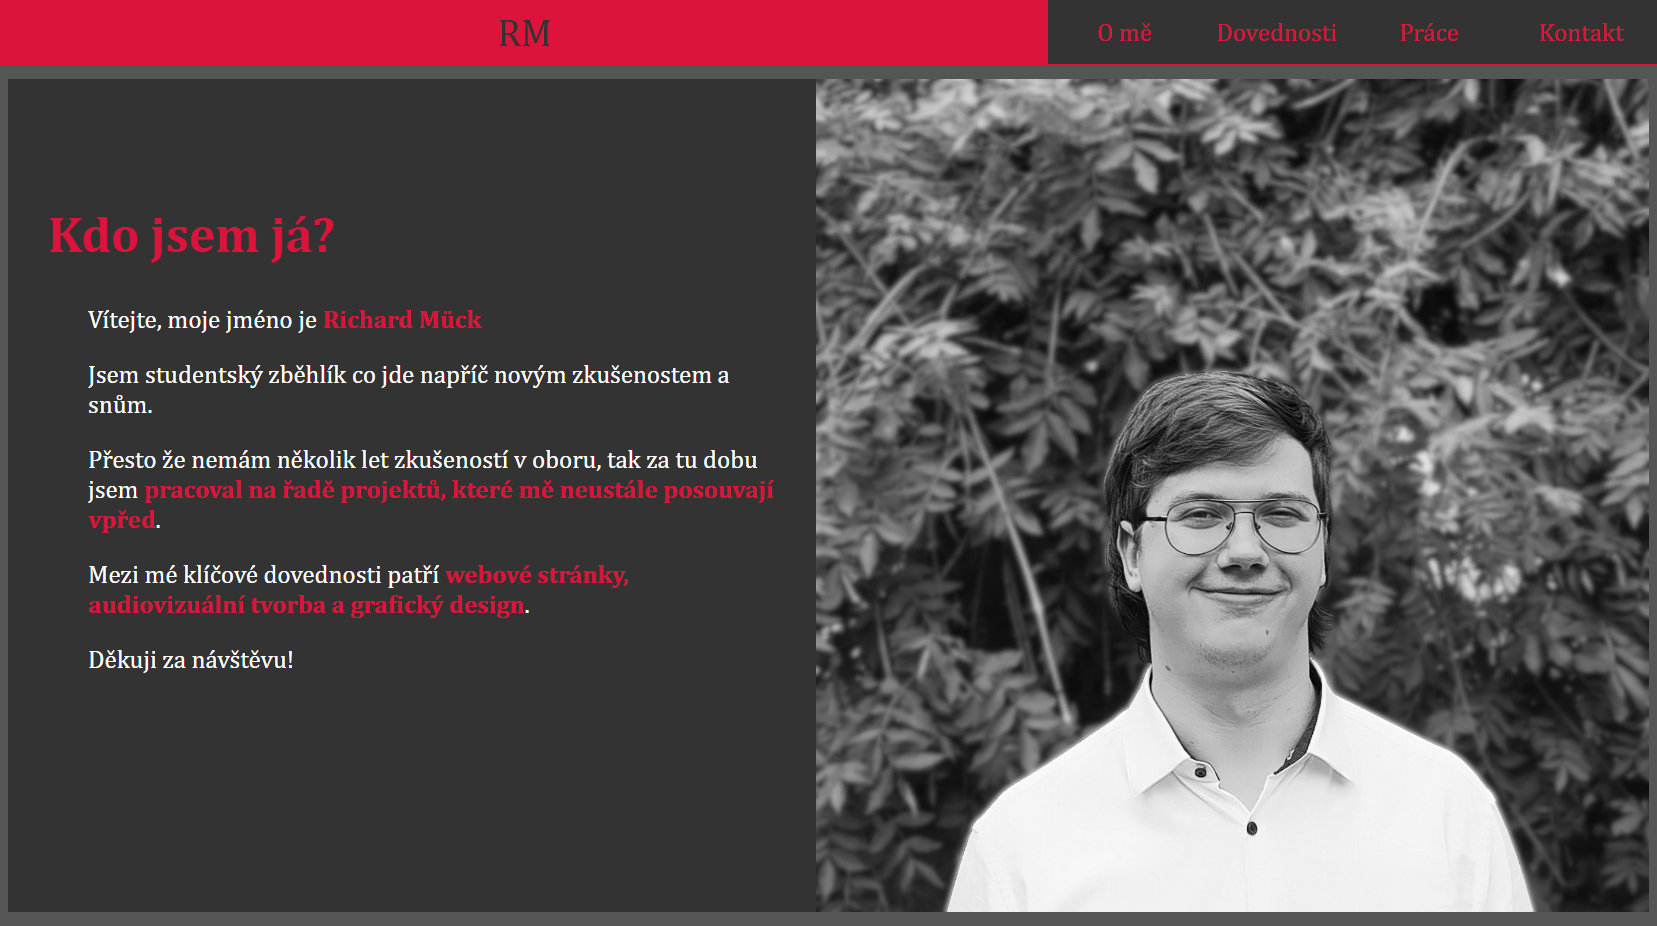 RM
O mě
Dovednosti
Práce
Kontakt
Kdo jsem já?
Vítejte, moje jméno je Richard Mück
Jsem studentský zběhlík co jde napříč novým zkušenostem a
snům.
Přesto že nemám několik let zkušeností v oboru, tak za tu dobu
jsem pracoval na řadě projektů, které mě neustále posouvají
vpřed.
Mezi mé klíčové dovednosti patří webové stránky,
audiovizuální tvorba a grafický design.
Děkuji za návštěvu!